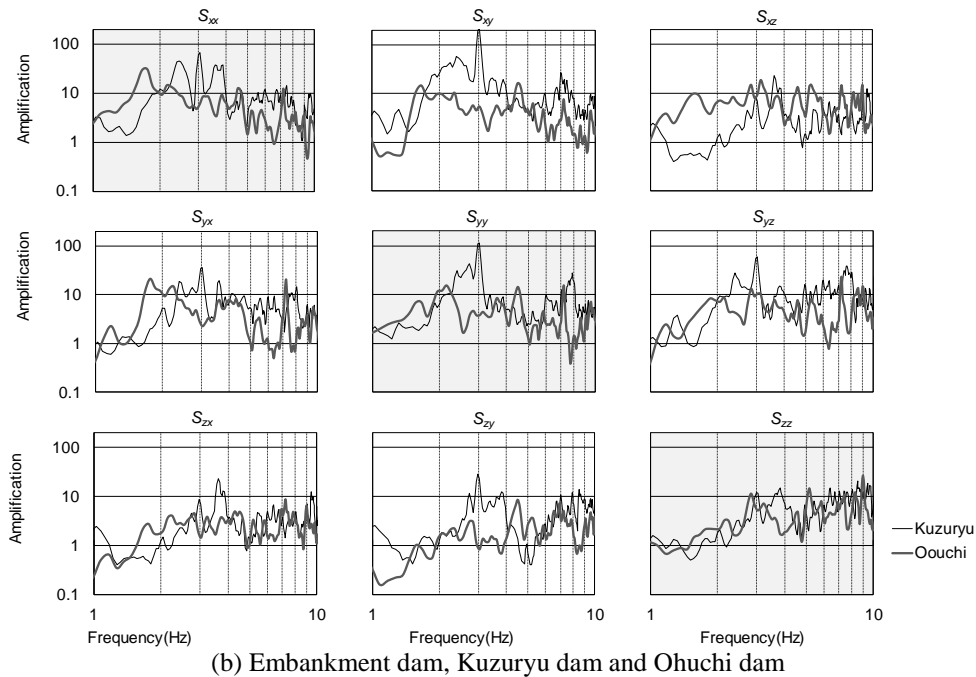 Sxx
Sxy
Sxz
100
10
1
0.1
Amplification
Syx
Syy
Syz
100
10
1
0.1
Amplification
Szx
Szy
Szz
100
10
1
0.1
Amplification
Kuzuryu
Oouchi
1 10 1 10 1 10
Frequency(Hz) Frequency(Hz) Frequency(Hz)
(b) Embankment dam, Kuzuryu dam and Ohuchi dam